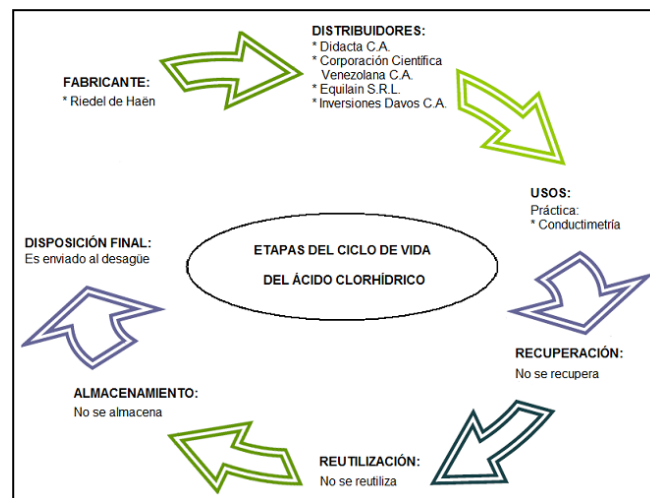 FABRICANTE:
* Riedel de Haën
DISTRIBUIDORES:
* Didacta C.A.
* Corporación Científica
Venezolana C.A.
* Equilain S.R.L.
* Inversiones Davos C.A.
USOS:
Práctica:
* Conductimetría
RECUPERACIÓN:
No se recupera
REUTILIZACIÓN:
No se reutiliza
ALMACENAMIENTO:
No se almacena
DISPOSICIÓN FINAL:
Es enviado al desagüe
ETAPAS DEL CICLO DE VIDA
DEL ÁCIDO CLORHÍDRICO